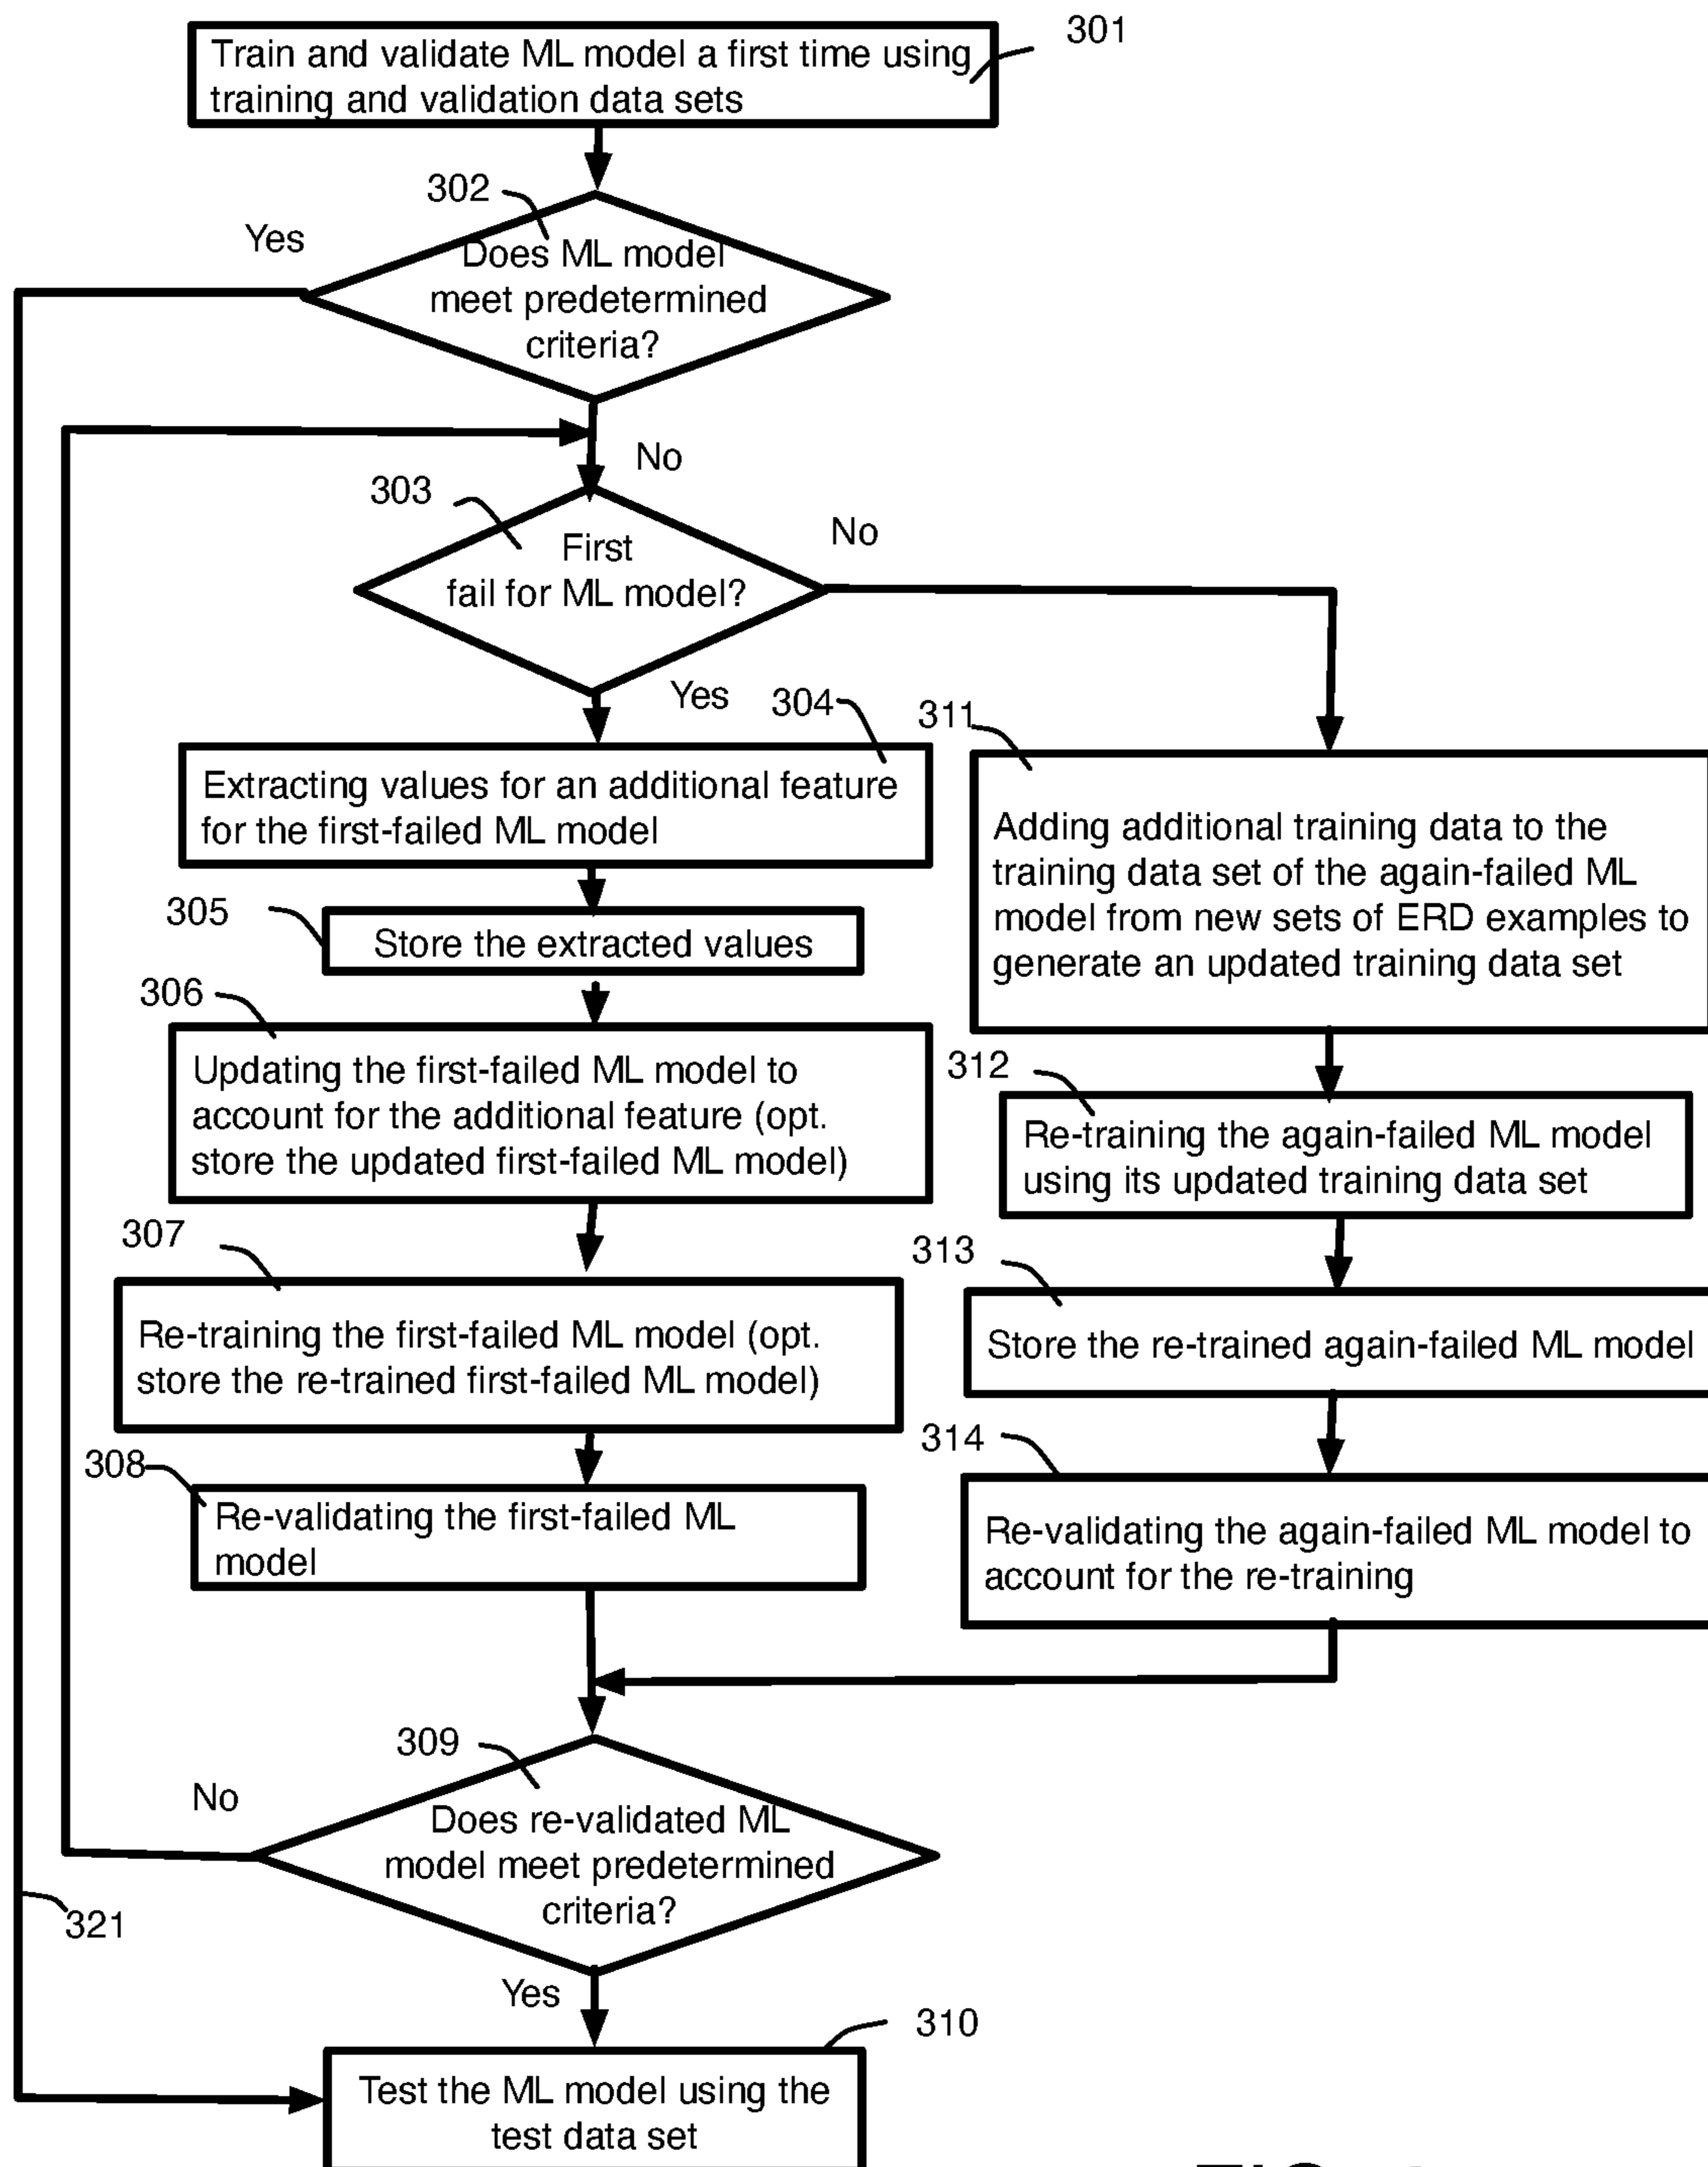 301
Train and validate ML model a first time using
training and validation data sets
302
Yes
Does ML model
meet predetermined
criteria?
No
303
No
First
fail for ML model?
Yes
304
311
Extracting values for an additional feature
for the first-failed ML model
Adding additional training data to the
training data set of the again-failed ML
model from new sets of ERD examples to
generate an updated training data set
305
Store the extracted values
306
Updating the first-failed ML model to
account for the additional feature (opt.
store the updated first-failed ML model)
312
Re-training the again-failed ML model
using its updated training data set
307
Re-training the first-failed ML model (opt.
store the re-trained first-failed ML model)
313
Store the re-trained again-failed ML model
308
Re-validating the first-failed ML
model
314
Re-validating the again-failed ML model to
account for the re-training
309
No
Does re-validated ML
model meet predetermined
criteria?
321
Yes
310
Test the ML model using the
test data set